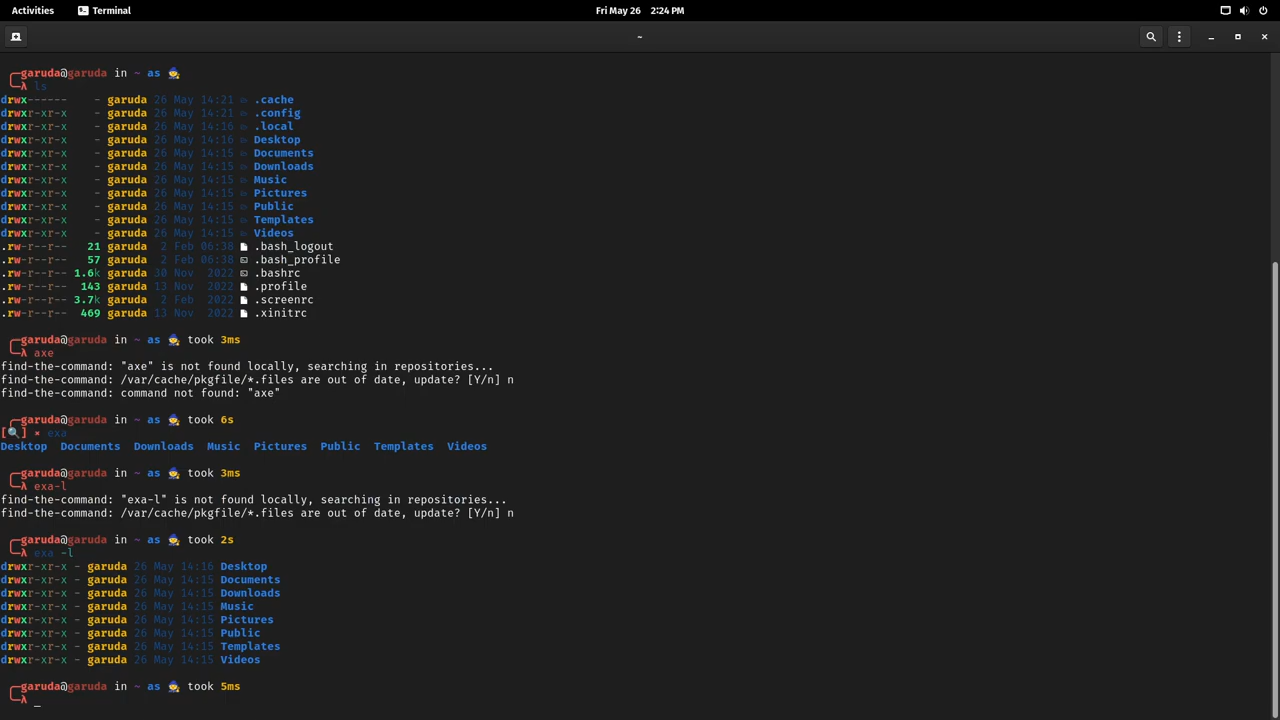 Activities Terminal Fri May 26 2:24 PM
~
garuda@garuda in ~ as 🧙
λ ls
drwx------ - garuda 26 May 14:21 .cache
drwxr-xr-x - garuda 26 May 14:21 .config
drwxr-xr-x - garuda 26 May 14:16 .local
drwxr-xr-x - garuda 26 May 14:16 Desktop
drwxr-xr-x - garuda 26 May 14:15 Documents
drwxr-xr-x - garuda 26 May 14:15 Downloads
drwxr-xr-x - garuda 26 May 14:15 Music
drwxr-xr-x - garuda 26 May 14:15 Pictures
drwxr-xr-x - garuda 26 May 14:15 Public
drwxr-xr-x - garuda 26 May 14:15 Templates
drwxr-xr-x - garuda 26 May 14:15 Videos
.rw-r--r-- 21 garuda 2 Feb 06:38 .bash_logout
.rw-r--r-- 57 garuda 2 Feb 06:38 .bash_profile
.rw-r--r-- 1.6k garuda 30 Nov 2022 .bashrc
.rw-r--r-- 143 garuda 13 Nov 2022 .profile
.rw-r--r-- 3.7k garuda 2 Feb 2022 .screenrc
.rw-r--r-- 469 garuda 13 Nov 2022 .xinitrc
garuda@garuda in ~ as 🧙 took 3ms
λ axe
find-the-command: "axe" is not found locally, searching in repositories...
find-the-command: /var/cache/pkgfile/*.files are out of date, update? [Y/n] n
find-the-command: command not found: "axe"
garuda@garuda in ~ as 🧙 took 6s
[🔍] × exa
Desktop Documents Downloads Music Pictures Public Templates Videos
garuda@garuda in ~ as 🧙 took 3ms
λ exa-l
find-the-command: "exa-l" is not found locally, searching in repositories...
find-the-command: /var/cache/pkgfile/*.files are out of date, update? [Y/n] n
garuda@garuda in ~ as 🧙 took 2s
λ exa -l
drwxr-xr-x - garuda 26 May 14:16 Desktop
drwxr-xr-x - garuda 26 May 14:15 Documents
drwxr-xr-x - garuda 26 May 14:15 Downloads
drwxr-xr-x - garuda 26 May 14:15 Music
drwxr-xr-x - garuda 26 May 14:15 Pictures
drwxr-xr-x - garuda 26 May 14:15 Public
drwxr-xr-x - garuda 26 May 14:15 Templates
drwxr-xr-x - garuda 26 May 14:15 Videos
garuda@garuda in ~ as 🧙 took 5ms
λ _